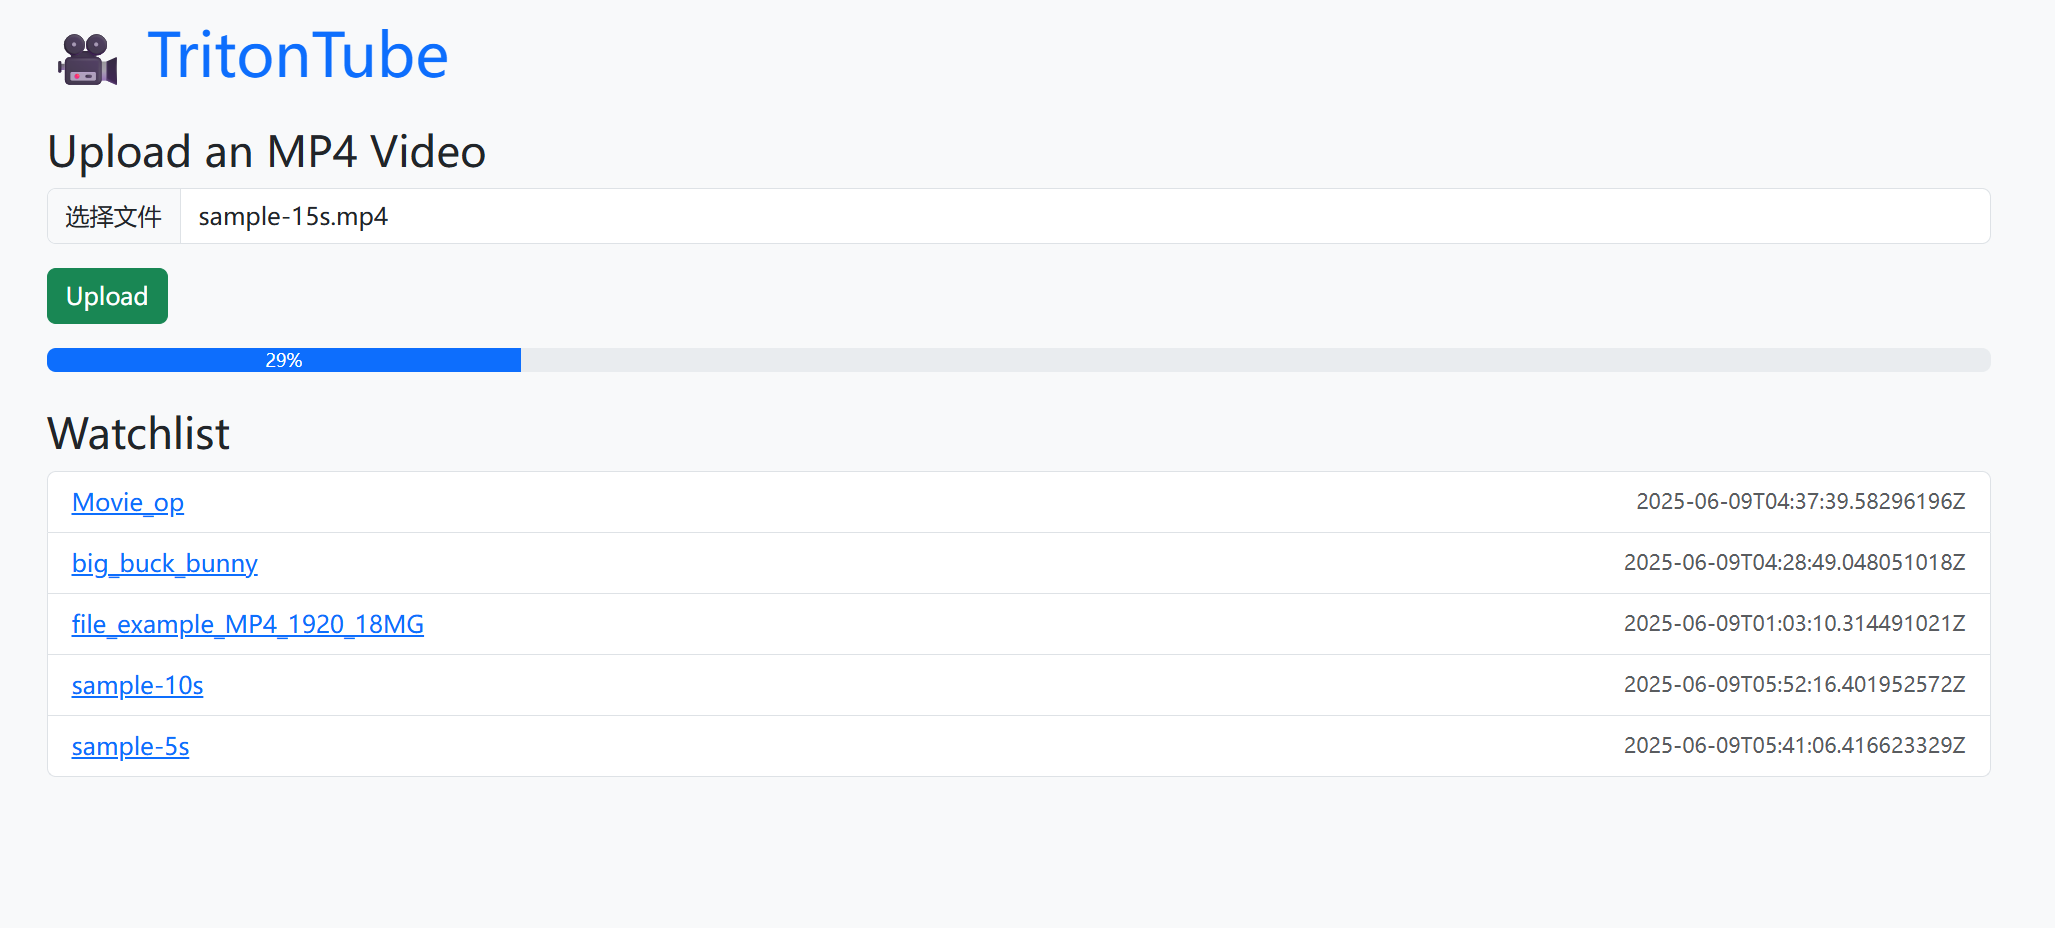 TritonTube
Upload an MP4 Video
选择文件 sample-15s.mp4
Upload
29%
Watchlist
Movie_op 2025-06-09T04:37:39.58296196Z
big_buck_bunny 2025-06-09T04:28:49.048051018Z
file_example_MP4_1920_18MG 2025-06-09T01:03:10.314491021Z
sample-10s 2025-06-09T05:52:16.401952572Z
sample-5s 2025-06-09T05:41:06.416623329Z